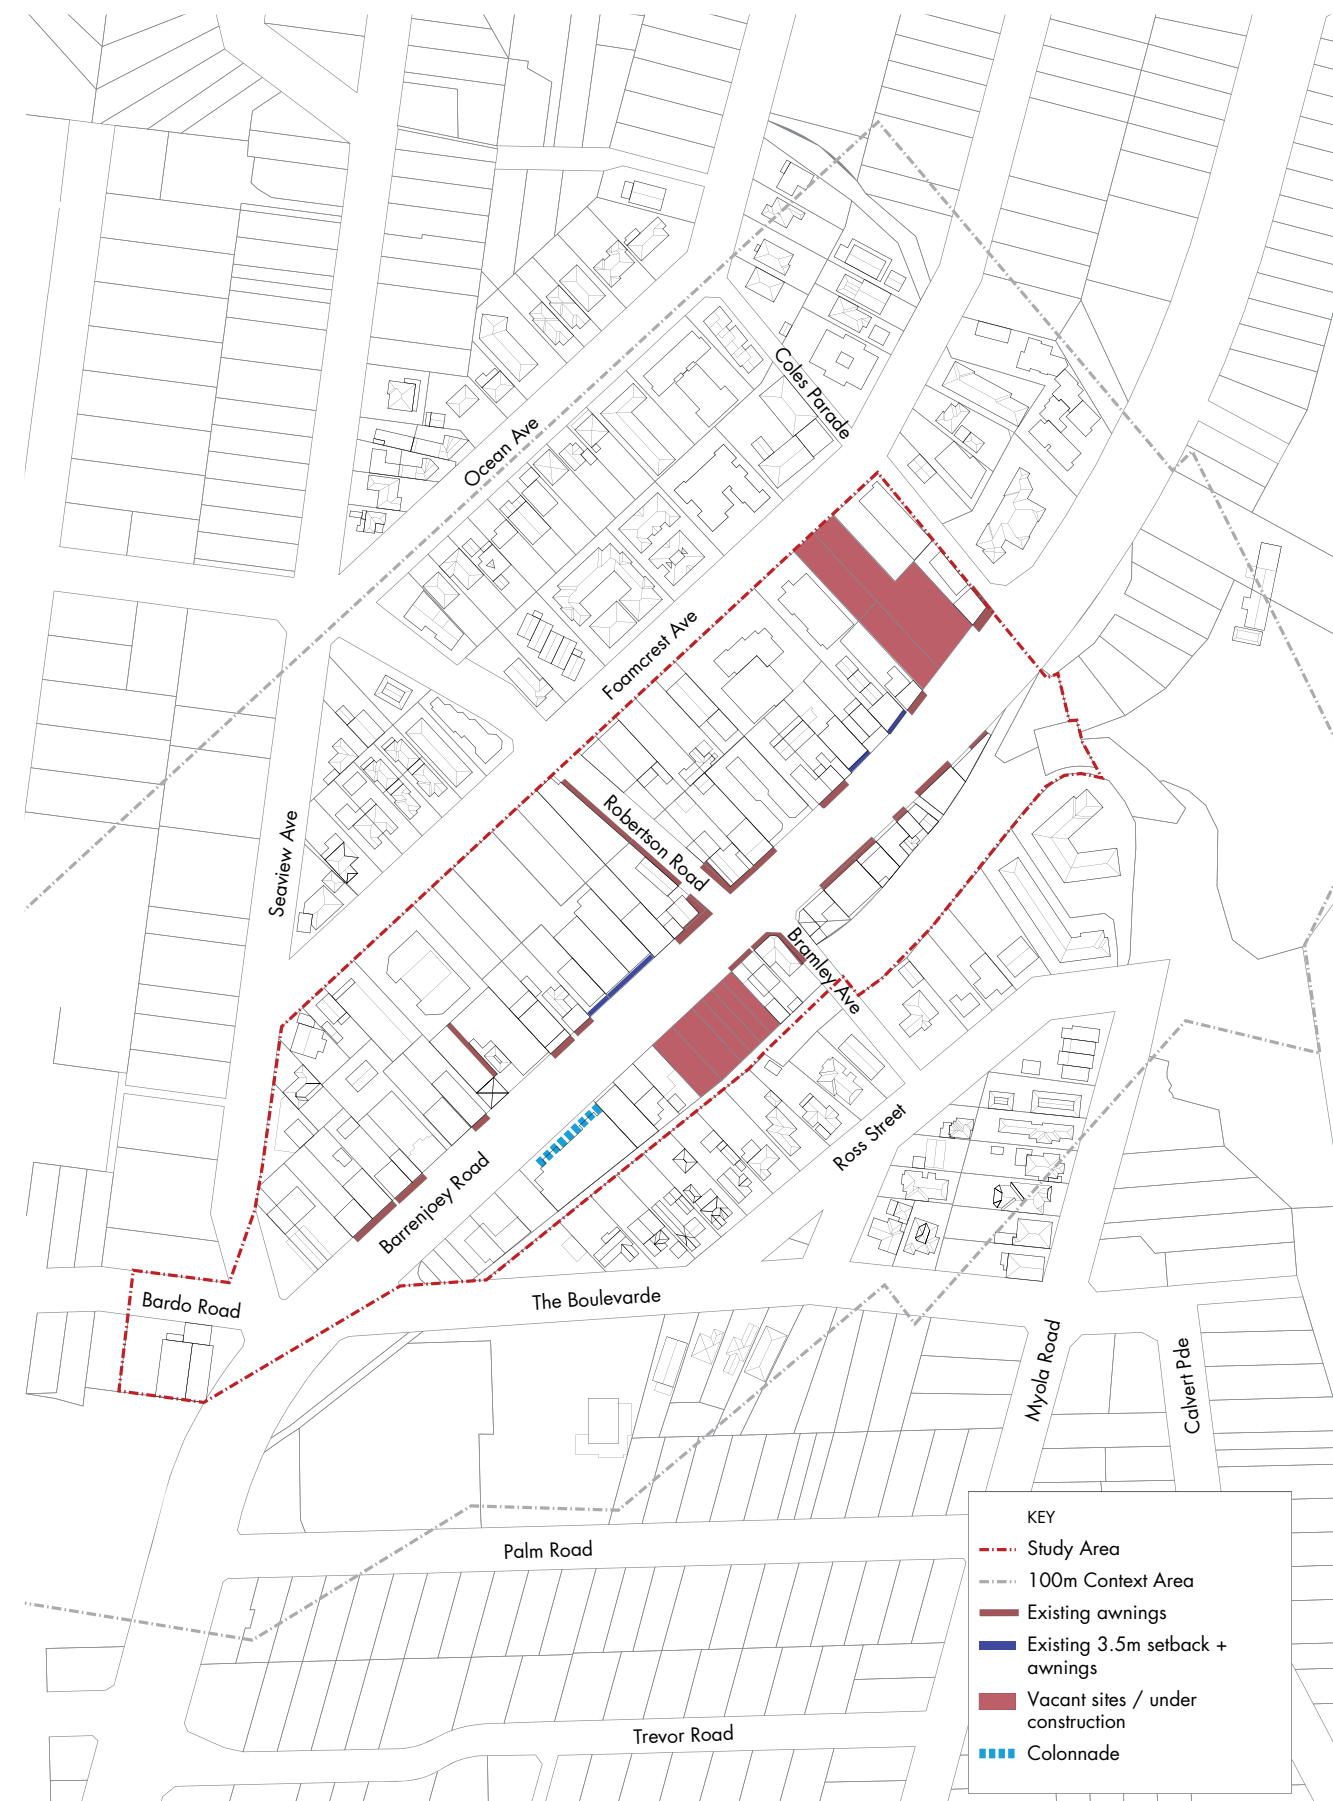 Coles Parade
Ocean Ave
Foamcrest Ave
Robertson Road
Seaview Ave
Bramley Ave
Ross Street
Barrenjoey Road
Bardo Road
The Boulevarde
Myola Road
Calvert Pde
Palm Road
Trevor Road
KEY
Study Area
100m Context Area
Existing awnings
Existing 3.5m setback +
awnings
Vacant sites / under
construction
Colonnade